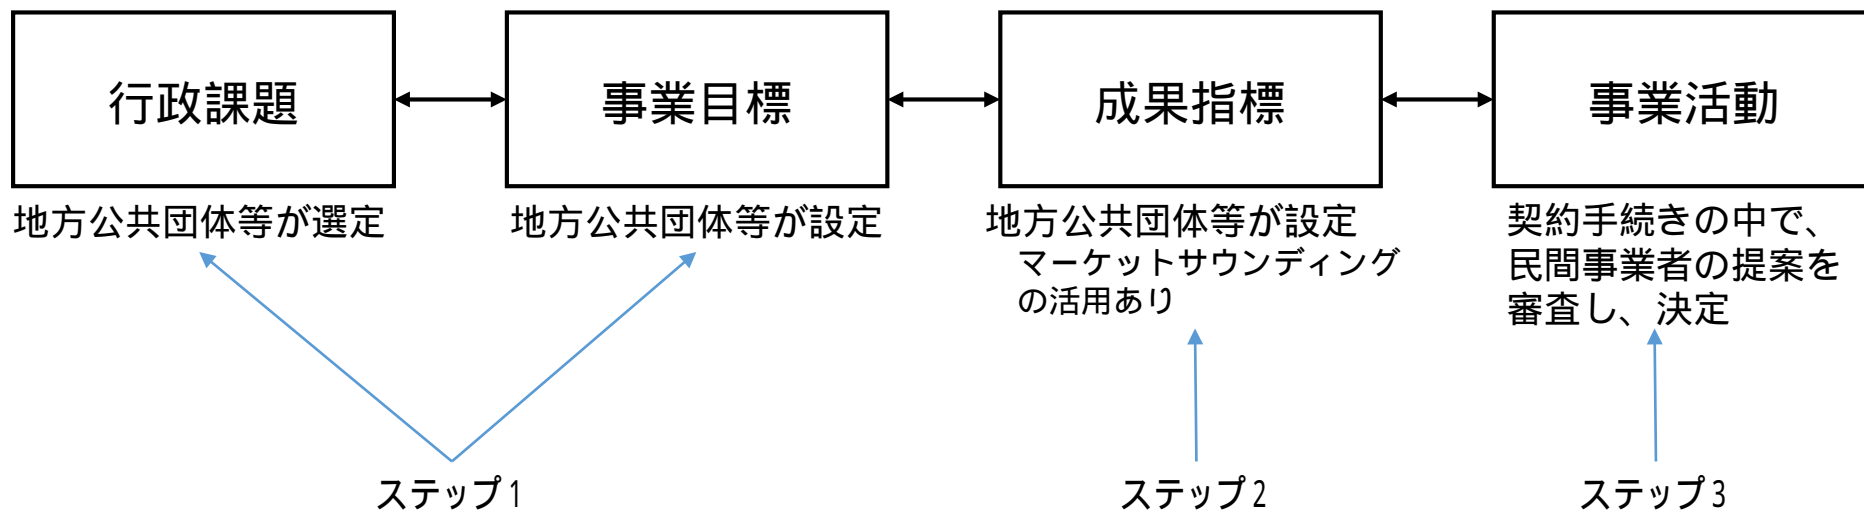 行政課題
事業目標
成果指標
事業活動
地方公共団体等が選定
地方公共団体等が設定
地方公共団体等が設定
マーケットサウンディング
の活用あり
契約手続きの中で、
民間事業者の提案を
審査し、決定
ステップ1
ステップ2
ステップ3